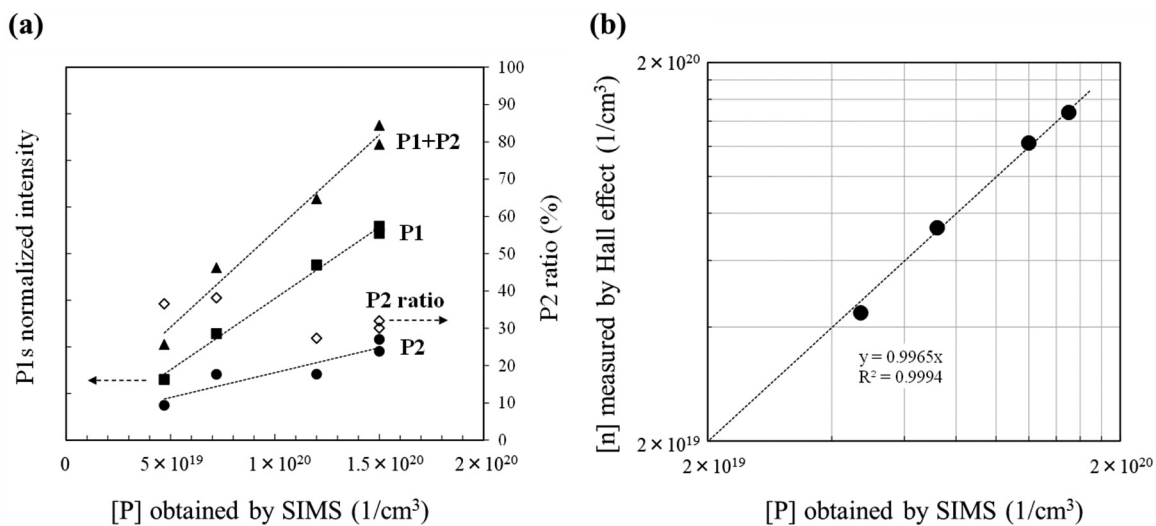 (a)
P1s normalized intensity
100
90
80
70
60
50
40
30
20
10
0
P2 ratio (%)
P1+P2
P1
P2 ratio
P2
0
5 × 10¹⁹
1 × 10²⁰
1.5 × 10²⁰
2 × 10²⁰
[P] obtained by SIMS (1/cm³)
(b)
[n] measured by Hall effect (1/cm³)
2 × 10²⁰
2 × 10¹⁹
y = 0.9965x
R² = 0.9994
2 × 10¹⁹
2 × 10²⁰
[P] obtained by SIMS (1/cm³)